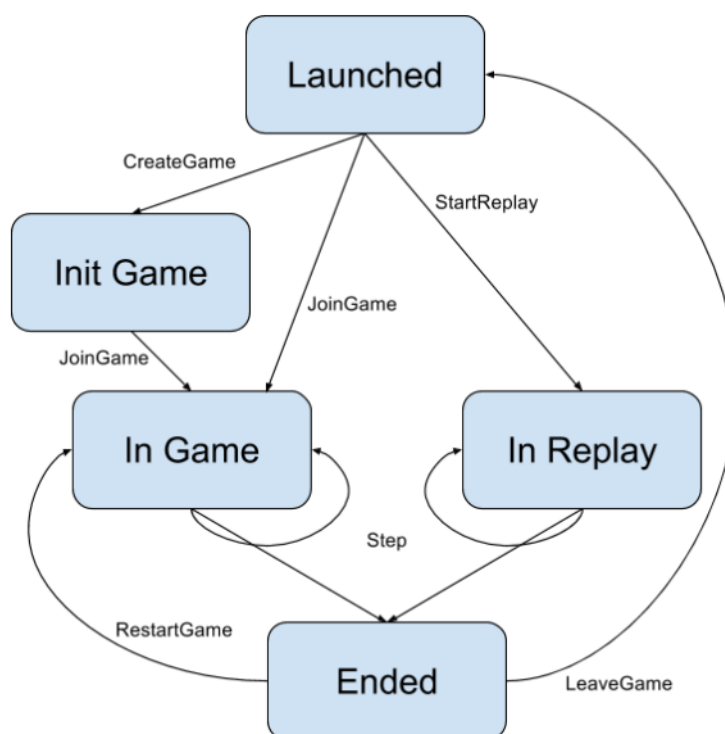 Launched
CreateGame
StartReplay
Init Game
JoinGame
JoinGame
In Game
In Replay
Step
RestartGame
Ended
LeaveGame